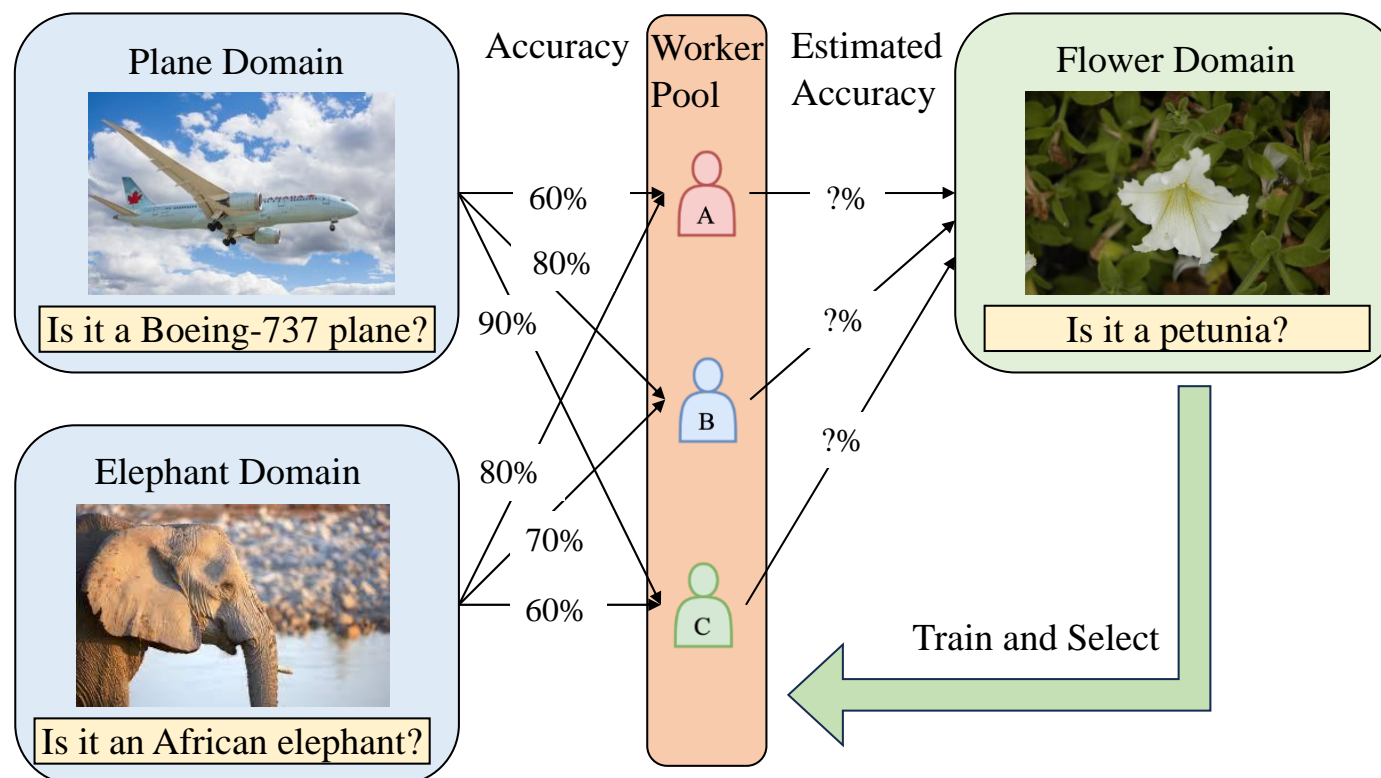 Plane Domain
Is it a Boeing-737 plane?
Elephant Domain
Is it an African elephant?
Accuracy
60%
80%
90%
80%
70%
60%
Worker
Pool
A
B
C
Estimated
Accuracy
?%
?%
?%
Flower Domain
Is it a petunia?
Train and Select